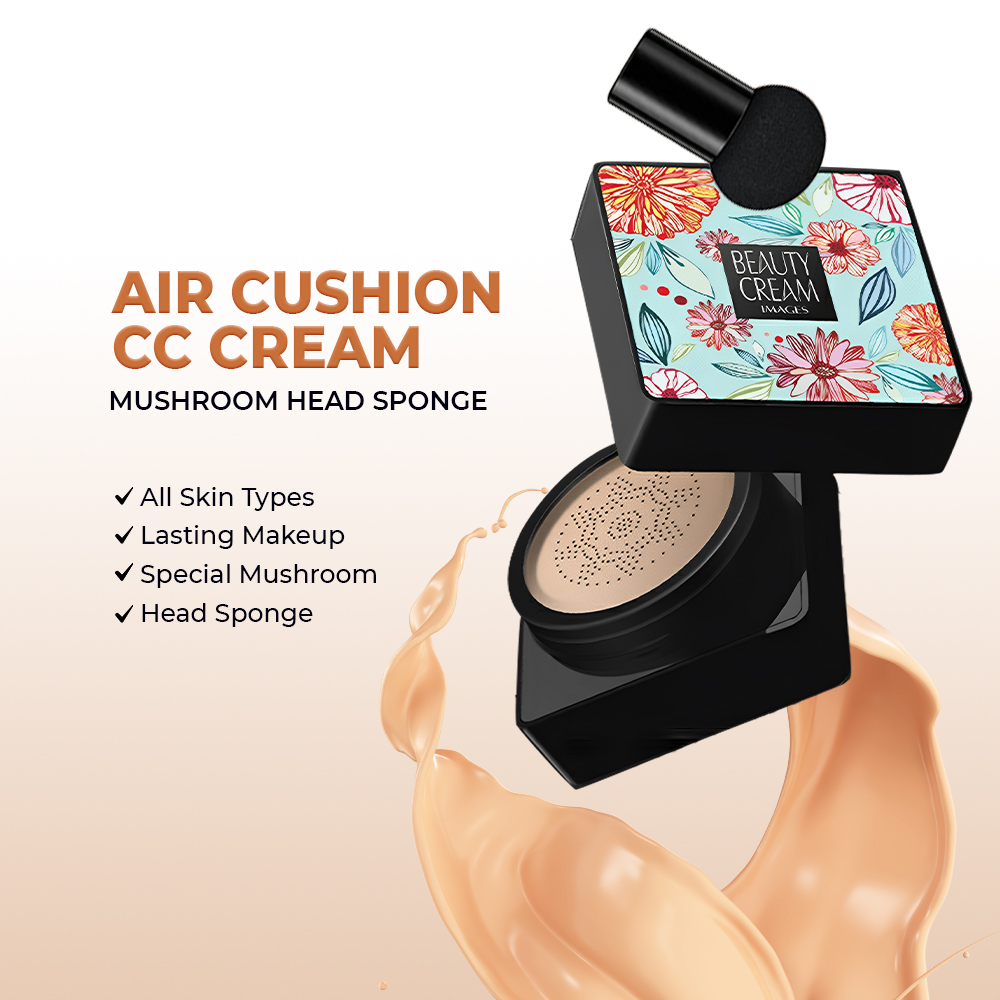 AIR CUSHION
CC CREAM
MUSHROOM HEAD SPONGE
All Skin Types
Lasting Makeup
Special Mushroom
Head Sponge
BEAUTY
CREAM
IMAGES